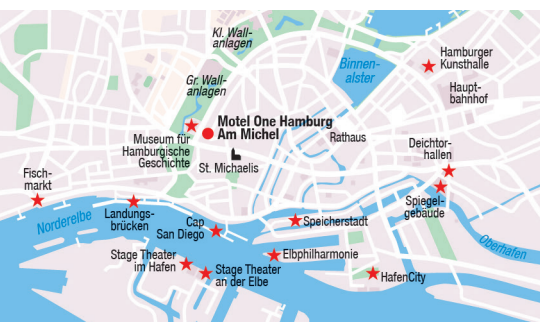 Kl. Wall-
anlagen
Hamburger
Kunsthalle
Binnen-
alster
Gr. Wall-
anlagen
Haupt-
bahnhof
Motel One Hamburg
Am Michel
Rathaus
Museum für
Hamburgische
Geschichte
Deichtor-
hallen
St. Michaelis
Fisch-
markt
Spiegel-
gebäude
Landungs-
brücken
Norderelbe
Cap
San Diego
Speicherstadt
Oberhafen
Stage Theater
im Hafen
Elbphilharmonie
Stage Theater
an der Elbe
HafenCity